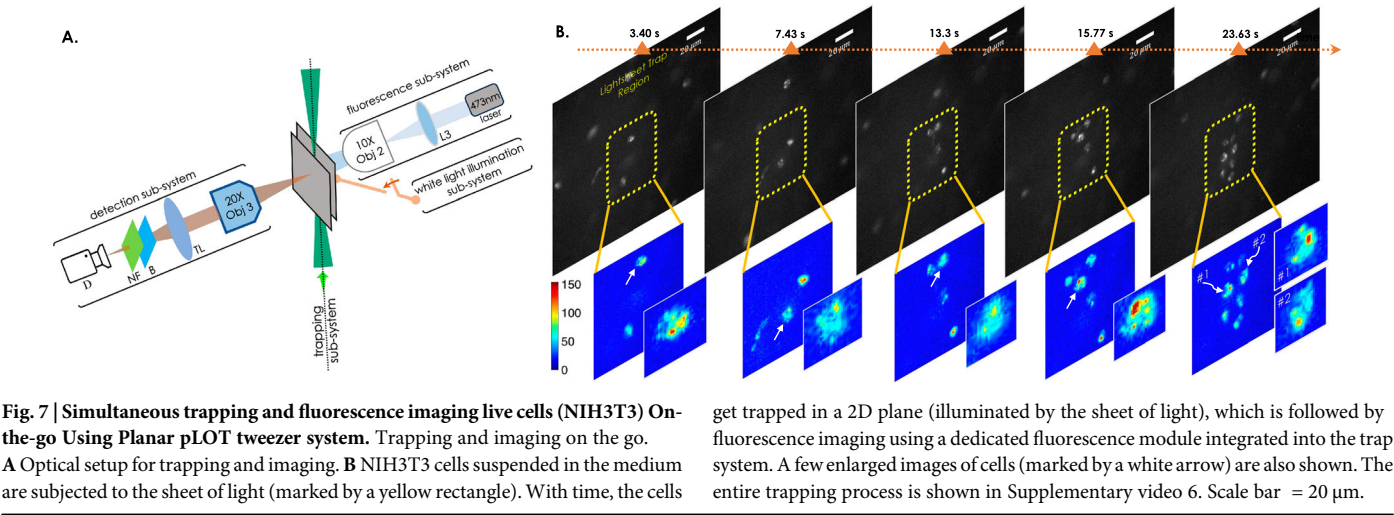 A.
fluorescence sub-system
473nm
laser
L3
10X
Obj 2
white light illumination
sub-system
detection sub-system
20X
Obj 3
TL
B
NF
D
trapping
sub-system
B.
3.40 s
7.43 s
13.3 s
15.77 s
23.63 s
20 µm
20 µm
20 µm
20 µm
20 µm
Lightsheet Trap
Region
150
100
50
0
#1
#2
#1
#2
Fig. 7 | Simultaneous trapping and fluorescence imaging live cells (NIH3T3) On-
the-go Using Planar pLOT tweezer system. Trapping and imaging on the go.
A Optical setup for trapping and imaging. B NIH3T3 cells suspended in the medium
are subjected to the sheet of light (marked by a yellow rectangle). With time, the cells
get trapped in a 2D plane (illuminated by the sheet of light), which is followed by
fluorescence imaging using a dedicated fluorescence module integrated into the trap
system. A few enlarged images of cells (marked by a white arrow) are also shown. The
entire trapping process is shown in Supplementary video 6. Scale bar = 20 µm.